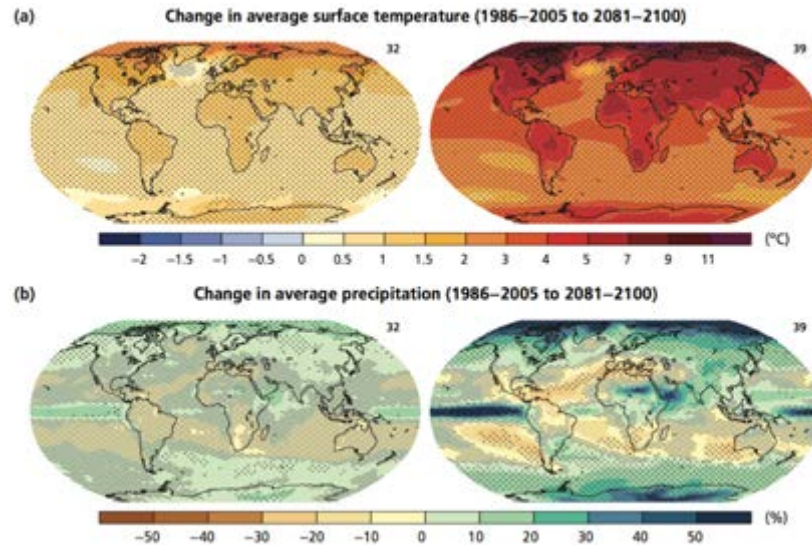 (a) Change in average surface temperature (1986–2005 to 2081–2100)
32 39
(°C)
−2 −1.5 −1 −0.5 0 0.5 1 1.5 2 3 4 5 7 9 11
(b) Change in average precipitation (1986–2005 to 2081–2100)
32 39
(%)
−50 −40 −30 −20 −10 0 10 20 30 40 50